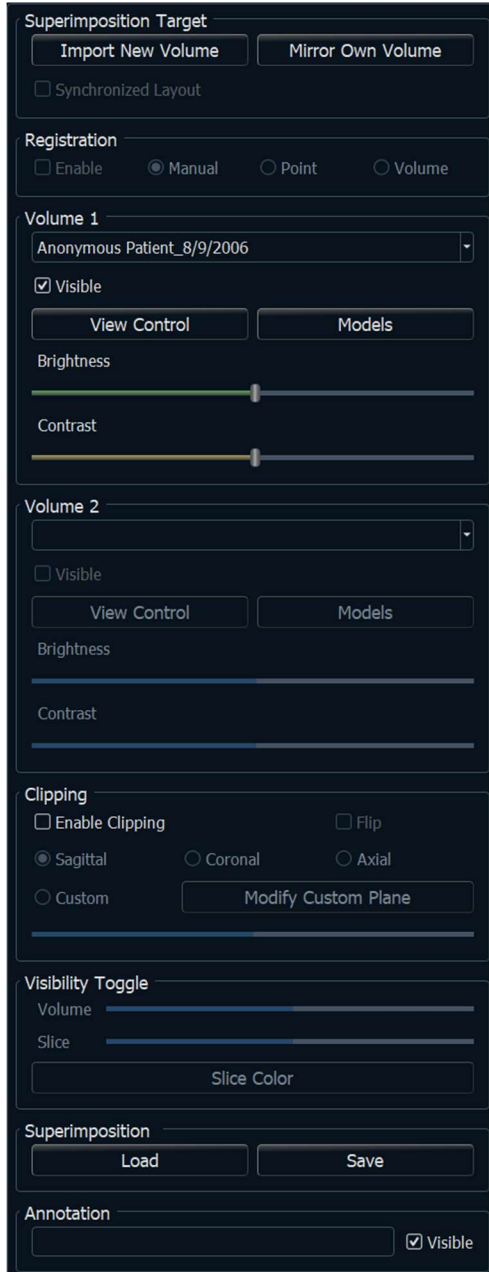 Superimposition Target
Import New Volume Mirror Own Volume
Synchronized Layout
Registration
Enable Manual Point Volume
Volume 1
Anonymous Patient_8/9/2006
Visible
View Control Models
Brightness
Contrast
Volume 2
Visible
View Control Models
Brightness
Contrast
Clipping
Enable Clipping Flip
Sagittal Coronal Axial
Custom Modify Custom Plane
Visibility Toggle
Volume
Slice
Slice Color
Superimposition
Load Save
Annotation
Visible